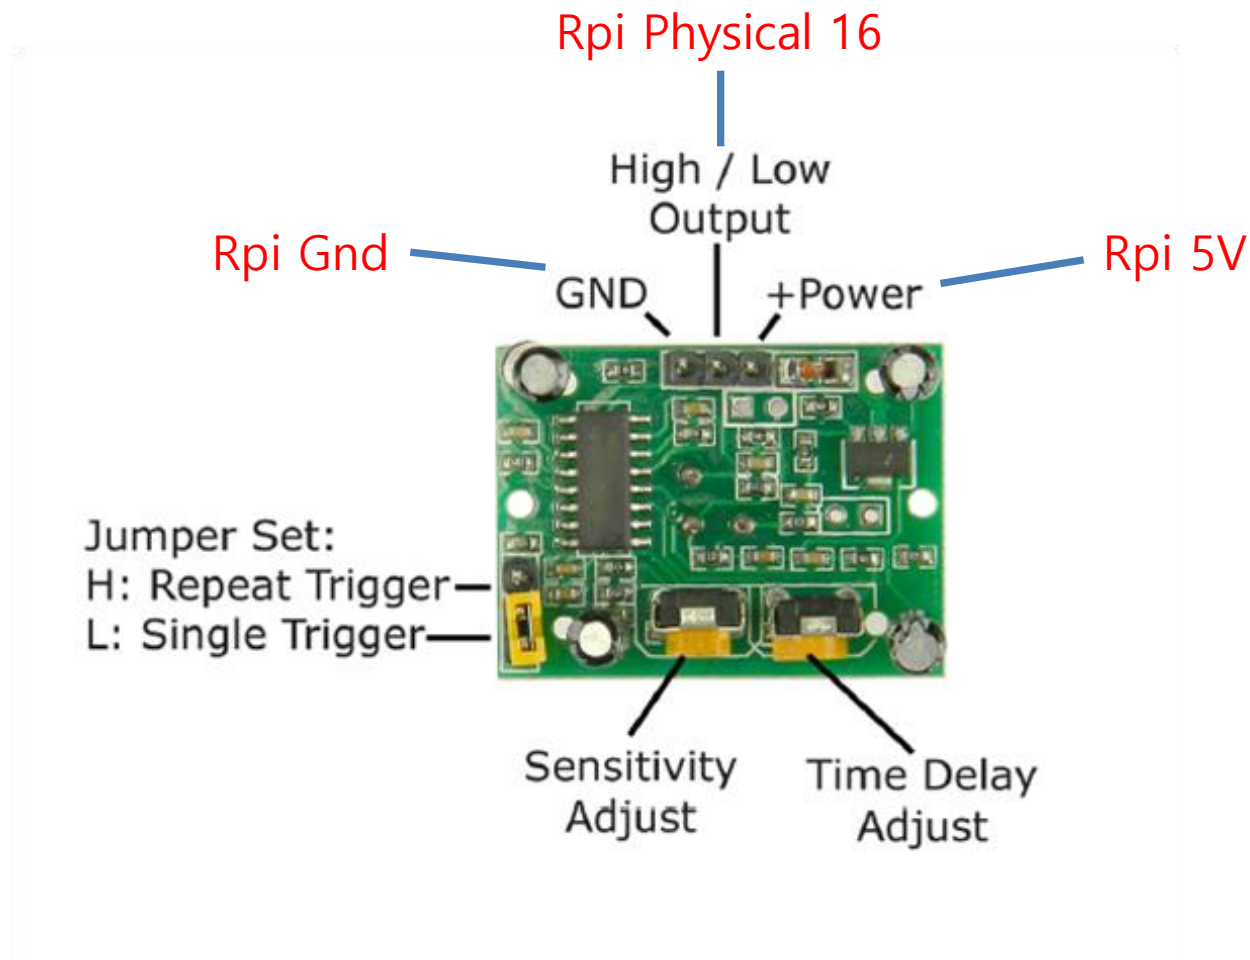 Rpi Physical 16
High / Low
Output
Rpi Gnd
Rpi 5V
GND
+Power
Jumper Set:
H: Repeat Trigger
L: Single Trigger
Sensitivity
Adjust
Time Delay
Adjust